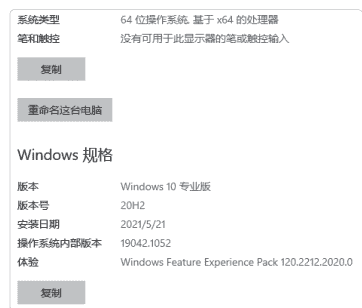 系统类型 64 位操作系统, 基于 x64 的处理器
笔和触控 没有可用于此显示器的笔或触控输入
复制
重命名这台电脑
Windows 规格
版本 Windows 10 专业版
版本号 20H2
安装日期 2021/5/21
操作系统内部版本 19042.1052
体验 Windows Feature Experience Pack 120.2212.2020.0
复制